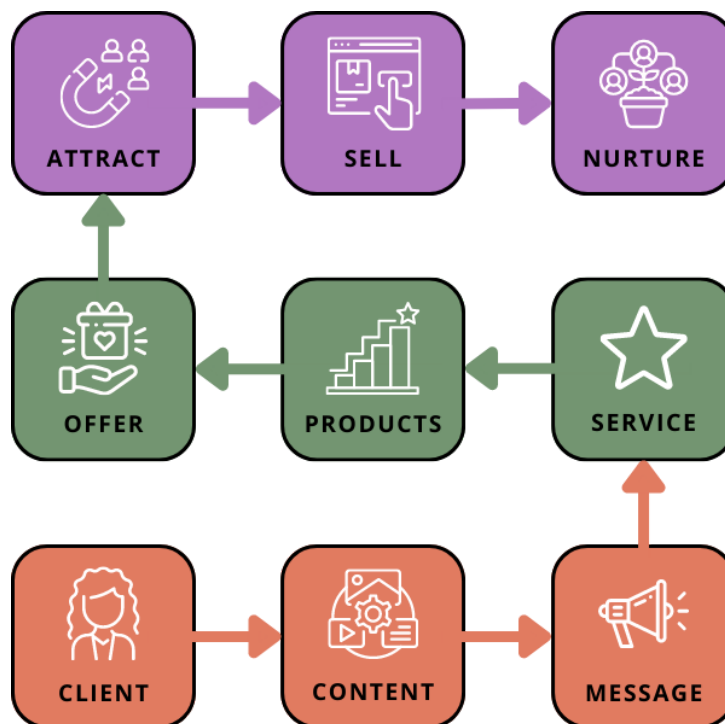 ATTRACT
SELL
NURTURE
OFFER
PRODUCTS
SERVICE
CLIENT
CONTENT
MESSAGE